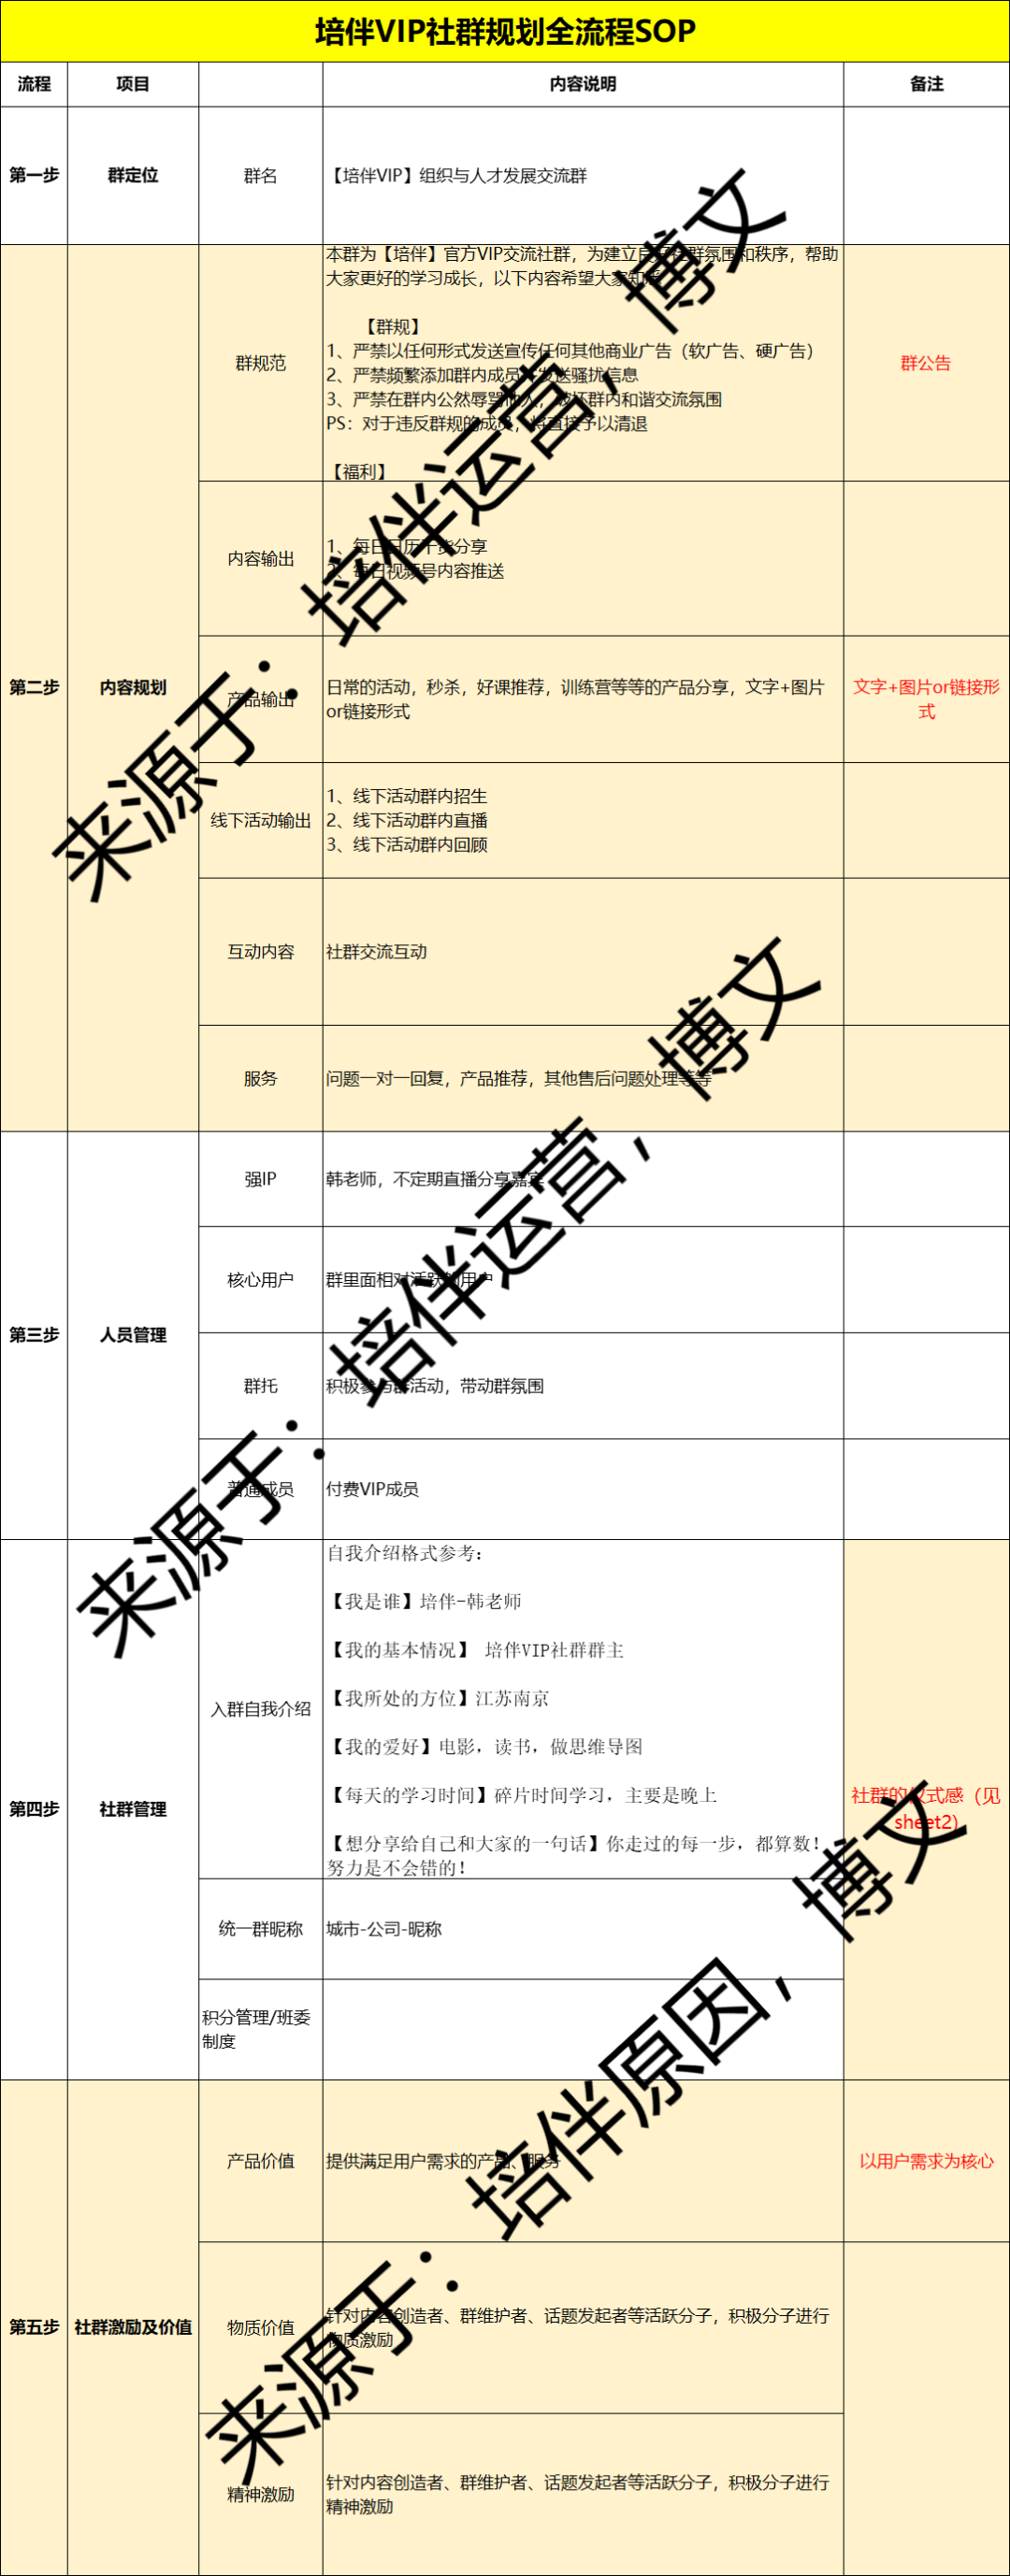 培伴VIP社群规划全流程SOP
流程 项目 内容说明 备注
第一步 群定位 群名 【培伴VIP】组织与人才发展交流群
第二步 内容规划
群规范
本群为【培伴】官方VIP交流社群，为建立良好社群氛围和秩序，帮助
大家更好的学习成长，以下内容希望大家知悉
【群规】
1、严禁以任何形式发送宣传任何其他商业广告（软广告、硬广告）
2、严禁频繁添加群内成员 发送骚扰信息
3、严禁在群内公然辱骂他人，破坏群内和谐交流氛围
PS：对于违反群规的成员，将直接予以清退
【福利】
群公告
内容输出
1、每日日历干货分享
2、每日视频号内容推送
产品输出
日常的活动，秒杀，好课推荐，训练营等等的产品分享，文字+图片
or链接形式
文字+图片or链接形
式
线下活动输出
1、线下活动群内招生
2、线下活动群内直播
3、线下活动群内回顾
互动内容 社群交流互动
服务 问题一对一回复，产品推荐，其他售后问题处理等等
第三步 人员管理
强IP 韩老师，不定期直播分享嘉宾
核心用户 群里面相对活跃的用户
群托 积极参与群活动，带动群氛围
普通成员 付费VIP成员
第四步 社群管理
入群自我介绍
自我介绍格式参考：
【我是谁】培伴-韩老师
【我的基本情况】 培伴VIP社群群主
【我所处的方位】江苏南京
【我的爱好】电影，读书，做思维导图
【每天的学习时间】碎片时间学习，主要是晚上
【想分享给自己和大家的一句话】你走过的每一步，都算数！
努力是不会错的！
社群的仪式感（见
sheet2）
统一群昵称 城市-公司-昵称
积分管理/班委
制度
第五步 社群激励及价值
产品价值 提供满足用户需求的产品、服务 以用户需求为核心
物质价值
针对内容创造者、群维护者、话题发起者等活跃分子，积极分子进行
物质激励
精神激励
针对内容创造者、群维护者、话题发起者等活跃分子，积极分子进行
精神激励
来源于：培伴运营，博文
来源于：培伴运营，博文
来源于：培伴原因，博文